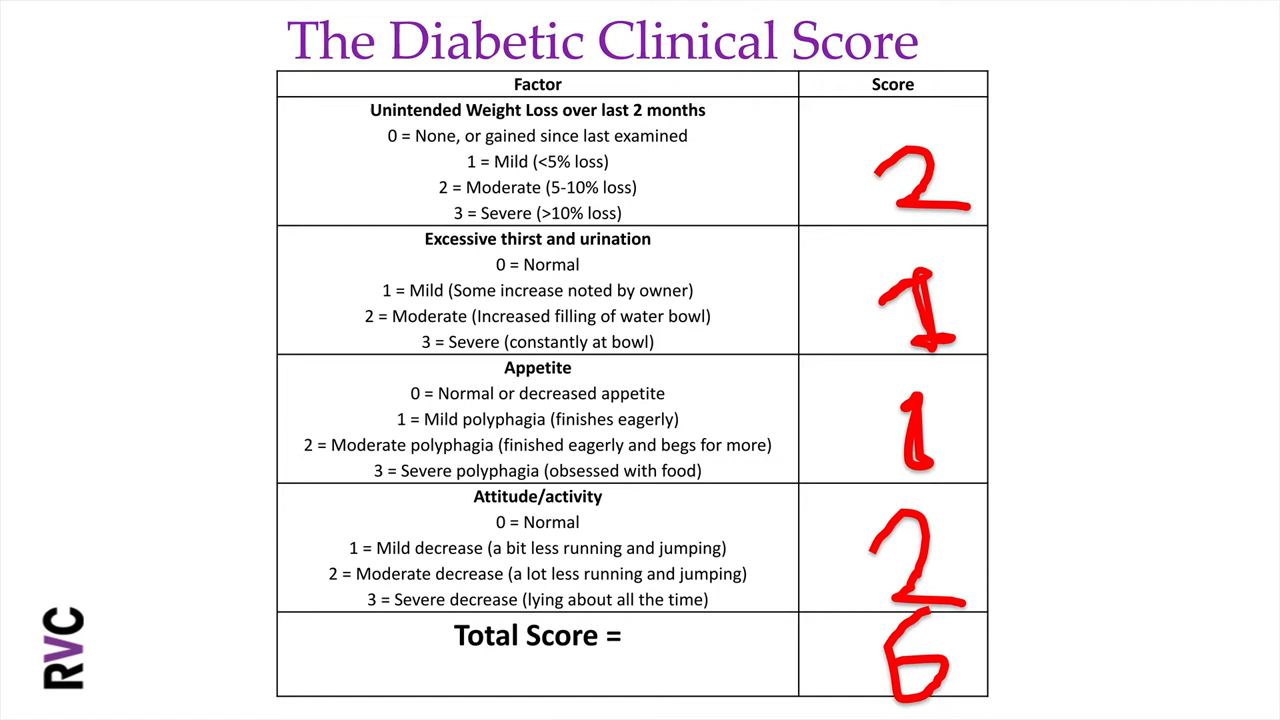 The Diabetic Clinical Score
Factor
Score
Unintended Weight Loss over last 2 months
0 = None, or gained since last examined
1 = Mild (<5% loss)
2 = Moderate (5-10% loss)
3 = Severe (>10% loss)
2
Excessive thirst and urination
0 = Normal
1 = Mild (Some increase noted by owner)
2 = Moderate (Increased filling of water bowl)
3 = Severe (constantly at bowl)
1
Appetite
0 = Normal or decreased appetite
1 = Mild polyphagia (finishes eagerly)
2 = Moderate polyphagia (finished eagerly and begs for more)
3 = Severe polyphagia (obsessed with food)
1
Attitude/activity
0 = Normal
1 = Mild decrease (a bit less running and jumping)
2 = Moderate decrease (a lot less running and jumping)
3 = Severe decrease (lying about all the time)
2
Total Score =
6
RVC